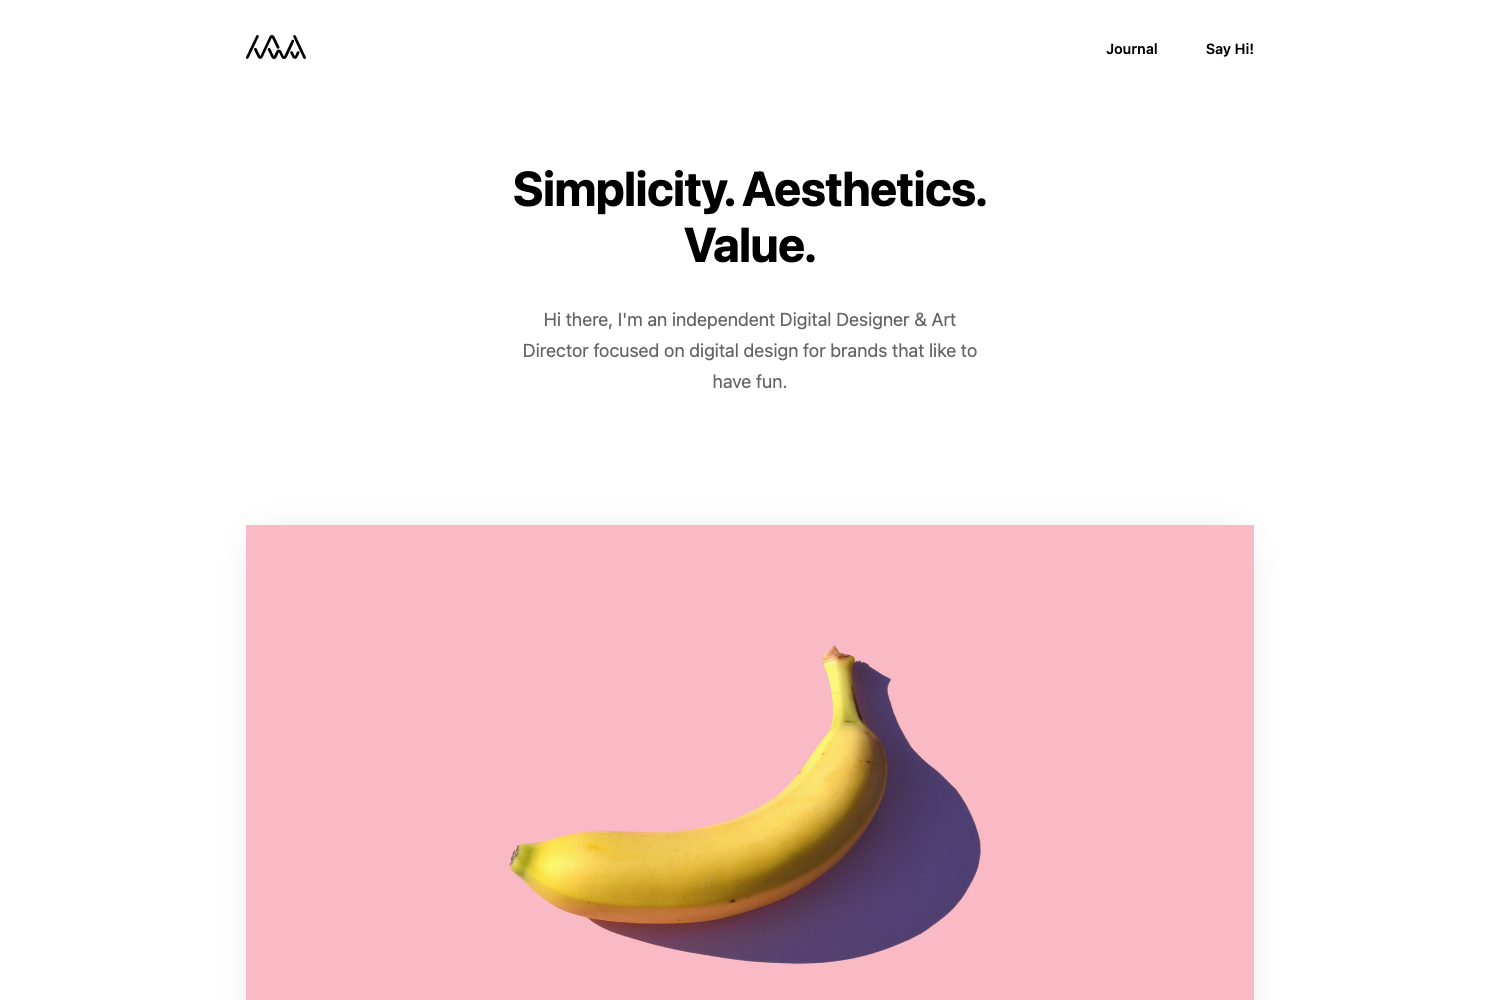 Journal
Say Hi!
Simplicity. Aesthetics.
Value.
Hi there, I'm an independent Digital Designer & Art
Director focused on digital design for brands that like to
have fun.